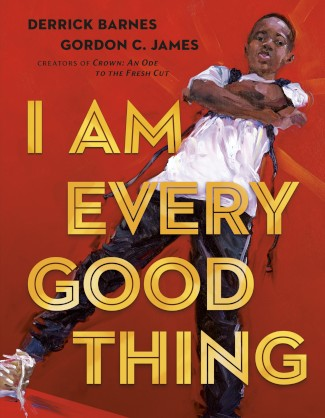 DERRICK BARNES
GORDON C. JAMES
CREATORS OF CROWN: AN ODE
TO THE FRESH CUT
I AM
EVERY
GOOD
THING